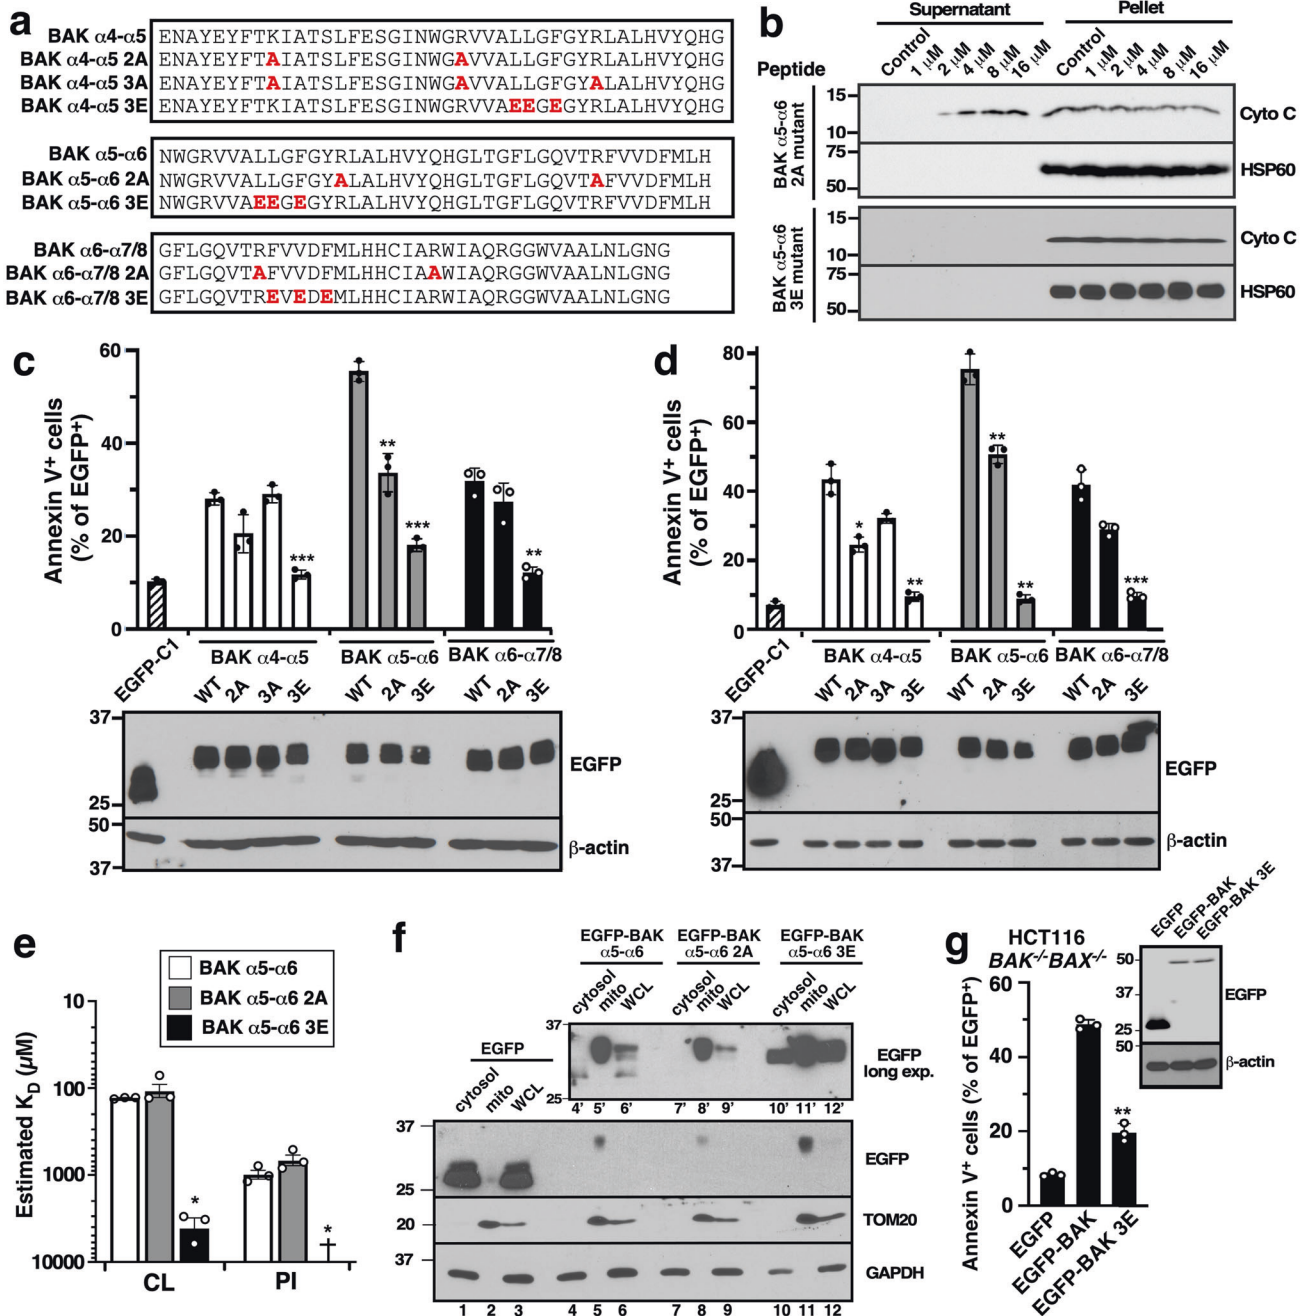 a
BAK α4-α5 ENAYEYFTKIATSLFESGINWGRVVALLGFGYRLALHVYQHG
BAK α4-α5 2A ENAYEYFTAIATSLFESGINWGAVVALLGFGYRLALHVYQHG
BAK α4-α5 3A ENAYEYFTAIATSLFESGINWGAVVALLGFGYALALHVYQHG
BAK α4-α5 3E ENAYEYFTKIATSLFESGINWGRVVAEEGEGYRLALHVYQHG
BAK α5-α6 NWGRVVALLGFGYRLALHVYQHGLTGFLGQVTRFVVDFMLH
BAK α5-α6 2A NWGRVVALLGFGYALALHVYQHGLTGFLGQVTAFVVDFMLH
BAK α5-α6 3E NWGRVVAEEGEGYRLALHVYQHGLTGFLGQVTRFVVDFMLH
BAK α6-α7/8 GFLGQVTRFVVDFMLHHCIARWIAQRGGWVAALNLGNG
BAK α6-α7/8 2A GFLGQVTAFVVDFMLHHCIAAWIAQRGGWVAALNLGNG
BAK α6-α7/8 3E GFLGQVTREVEDEMLHHCIARWIAQRGGWVAALNLGNG
b
Supernatant Pellet
Peptide Control 1 µM 2 µM 4 µM 8 µM 16 µM Control 1 µM 2 µM 4 µM 8 µM 16 µM
BAK α5-α6
2A mutant
15
10
Cyto C
75
50
HSP60
BAK α5-α6
3E mutant
15
10
Cyto C
75
50
HSP60
c
Annexin V+ cells
(% of EGFP+)
60
40
20
0
** *** *** **
EGFP-C1 BAK α4-α5 BAK α5-α6 BAK α6-α7/8
WT 2A 3A 3E WT 2A 3E WT 2A 3E
37
25
EGFP
50
37
β-actin
d
Annexin V+ cells
(% of EGFP+)
80
60
40
20
0
* ** ** ** ***
EGFP-C1 BAK α4-α5 BAK α5-α6 BAK α6-α7/8
WT 2A 3A 3E WT 2A 3E WT 2A 3E
37
25
EGFP
50
37
β-actin
e
BAK α5-α6
BAK α5-α6 2A
BAK α5-α6 3E
Estimated KD (µM)
10
100
1000
10000
* *
CL PI
f
EGFP-BAK
α5-α6
EGFP-BAK
α5-α6 2A
EGFP-BAK
α5-α6 3E
cytosol mito WCL cytosol mito WCL cytosol mito WCL
37
25
EGFP
long exp.
4' 5' 6' 7' 8' 9' 10' 11' 12'
EGFP
cytosol mito WCL
37
25
EGFP
20
TOM20
37
GAPDH
1 2 3 4 5 6 7 8 9 10 11 12
g
HCT116
BAK-/-BAX-/-
Annexin V+ cells (% of EGFP+)
60
40
20
0
**
EGFP EGFP-BAK EGFP-BAK 3E
EGFP EGFP-BAK EGFP-BAK 3E
50
37
25
EGFP
50
β-actin